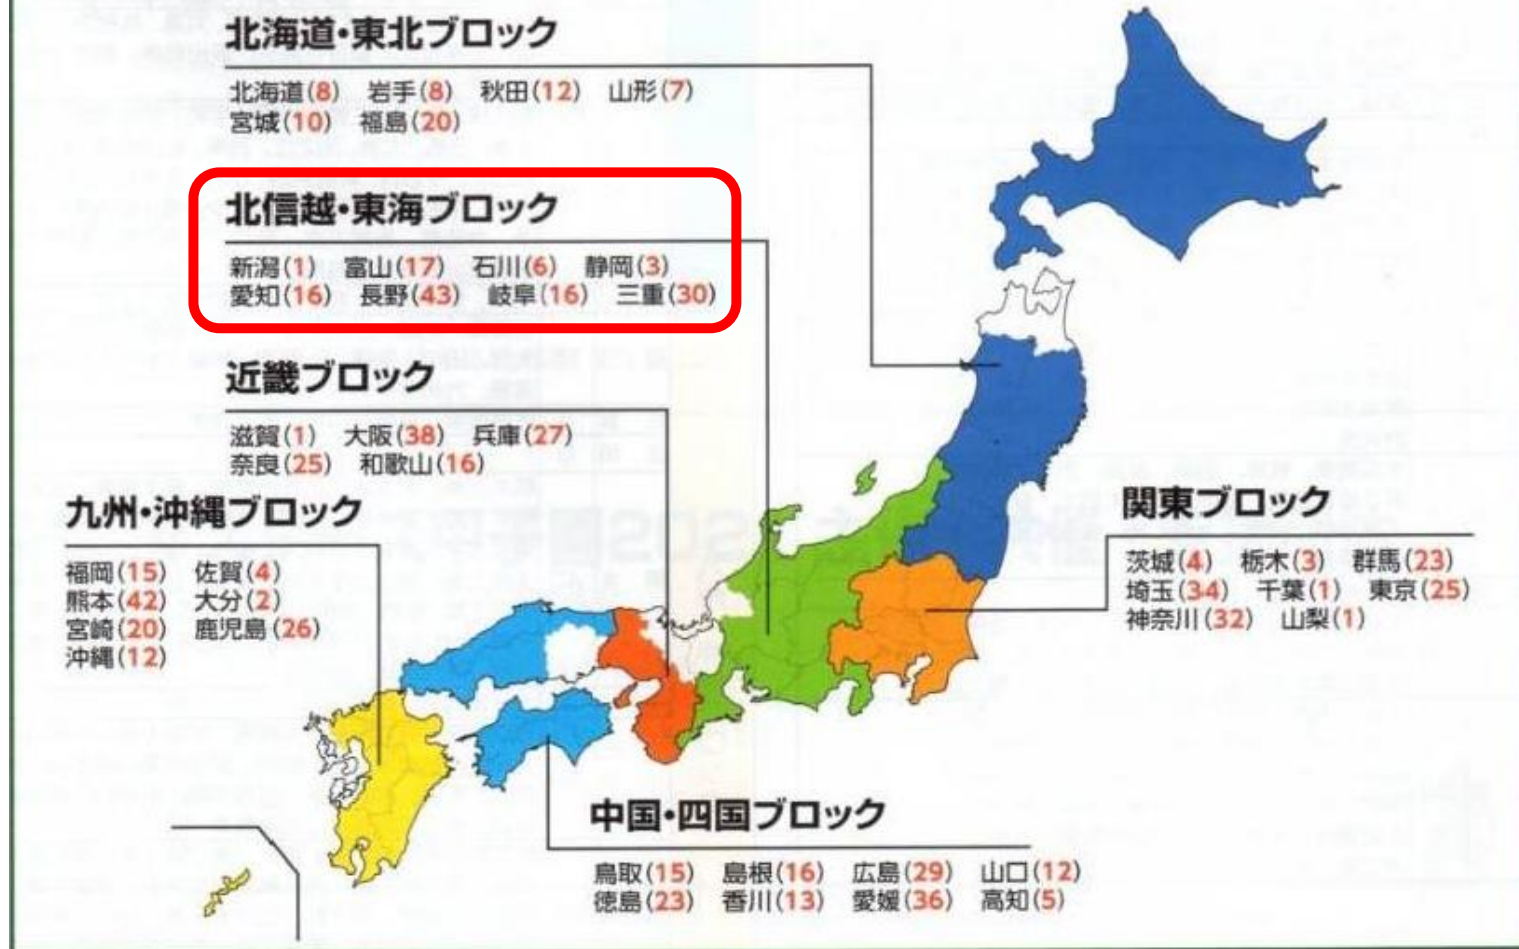 北海道・東北ブロック
北海道(8) 岩手(8) 秋田(12) 山形(7)
宮城(10) 福島(20)
北信越・東海ブロック
新潟(1) 富山(17) 石川(6) 静岡(3)
愛知(16) 長野(43) 岐阜(16) 三重(30)
近畿ブロック
滋賀(1) 大阪(38) 兵庫(27)
奈良(25) 和歌山(16)
九州・沖縄ブロック
福岡(15) 佐賀(4)
熊本(42) 大分(2)
宮崎(20) 鹿児島(26)
沖縄(12)
関東ブロック
茨城(4) 栃木(3) 群馬(23)
埼玉(34) 千葉(1) 東京(25)
神奈川(32) 山梨(1)
中国・四国ブロック
鳥取(15) 島根(16) 広島(29) 山口(12)
徳島(23) 香川(13) 愛媛(36) 高知(5)